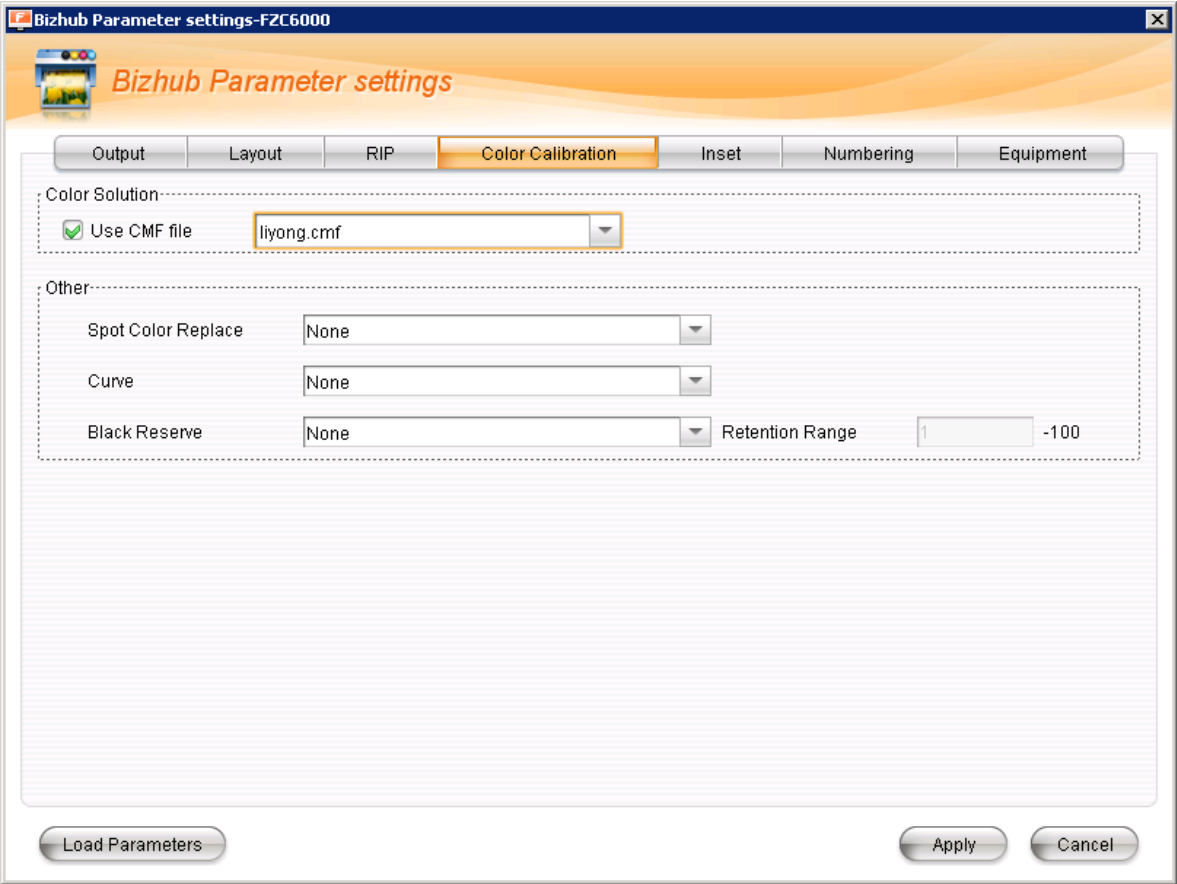 Bizhub Parameter settings-FZC6000
Bizhub Parameter settings
Output Layout RIP Color Calibration Inset Numbering Equipment
Color Solution
Use CMF file liyong.cmf
Other
Spot Color Replace None
Curve None
Black Reserve None Retention Range 1 -100
Load Parameters Apply Cancel